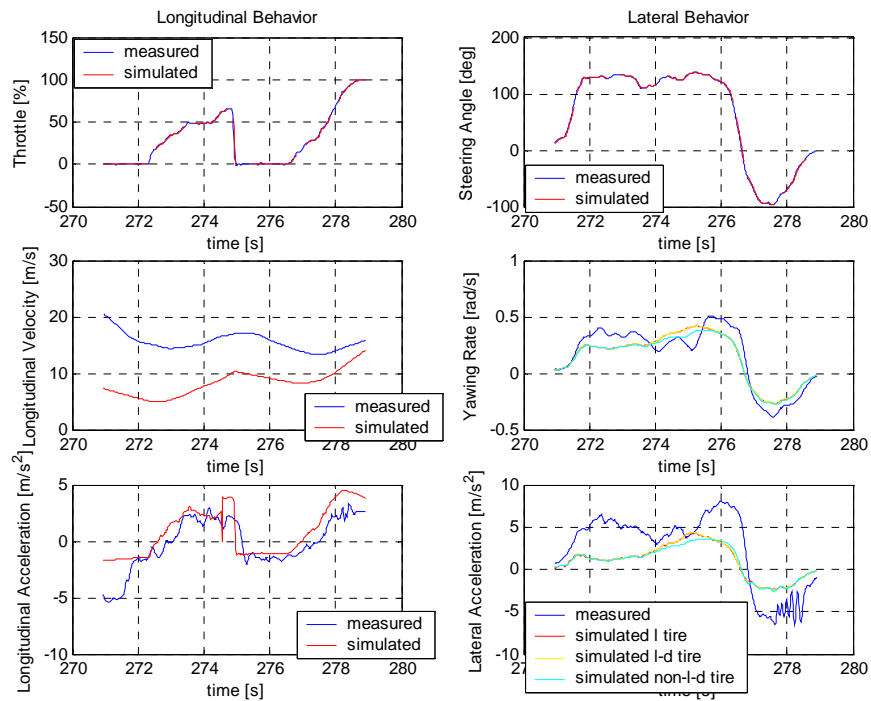 Longitudinal Behavior
150
100
50
0
-50
Throttle [%]
measured
simulated
270 272 274 276 278 280
time [s]
Lateral Behavior
200
100
0
-100
Steering Angle [deg]
measured
simulated
270 272 274 276 278 280
time [s]
30
20
10
0
Longitudinal Velocity [m/s]
measured
simulated
270 272 274 276 278 280
time [s]
1
0.5
0
-0.5
Yawing Rate [rad/s]
270 272 274 276 278 280
time [s]
5
0
-5
-10
Longitudinal Acceleration [m/s²]
measured
simulated
270 272 274 276 278 280
time [s]
10
5
0
-5
-10
Lateral Acceleration [m/s²]
measured
simulated l tire
simulated l-d tire
simulated non-l-d tire
270 272 274 276 278 280
time [s]